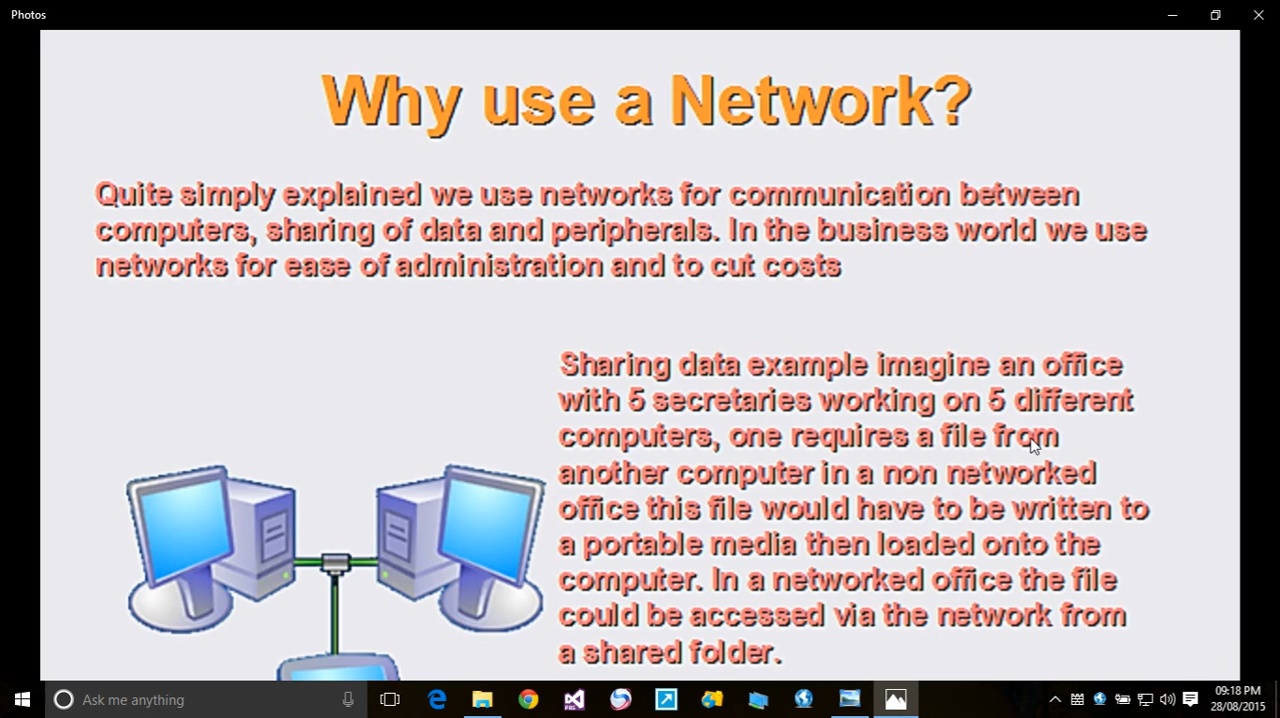 Photos
Why use a Network?
Quite simply explained we use networks for communication between
computers, sharing of data and peripherals. In the business world we use
networks for ease of administration and to cut costs
Sharing data example imagine an office
with 5 secretaries working on 5 different
computers, one requires a file from
another computer in a non networked
office this file would have to be written to
a portable media then loaded onto the
computer. In a networked office the file
could be accessed via the network from
a shared folder.
Ask me anything
09:18 PM
28/08/2015